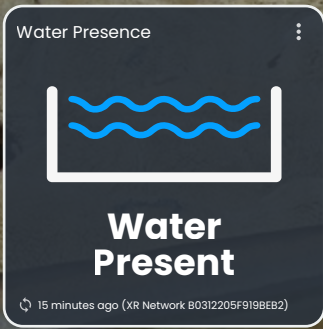 Water Presence
Water
Present
15 minutes ago (XR Network B0312205F919BEB2)